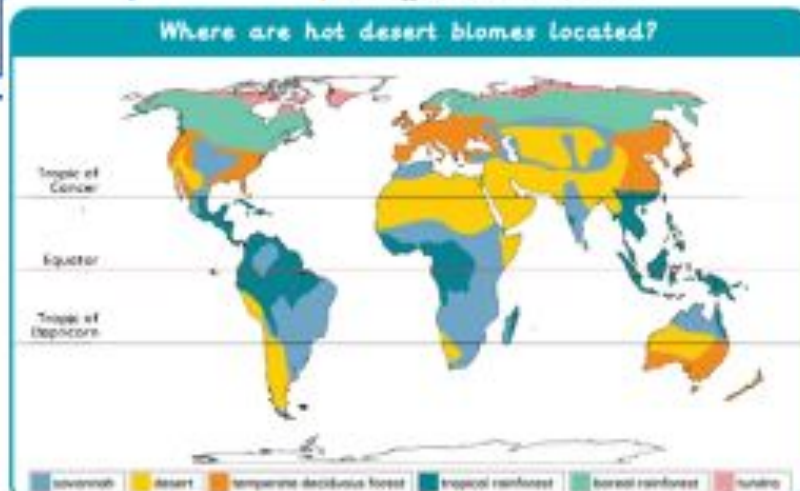 Where are hot desert biomes located?
Tropic of
Cancer
Equator
Tropic of
Capricorn
savannah desert temperate deciduous forest tropical rainforest boreal rainforest tundra